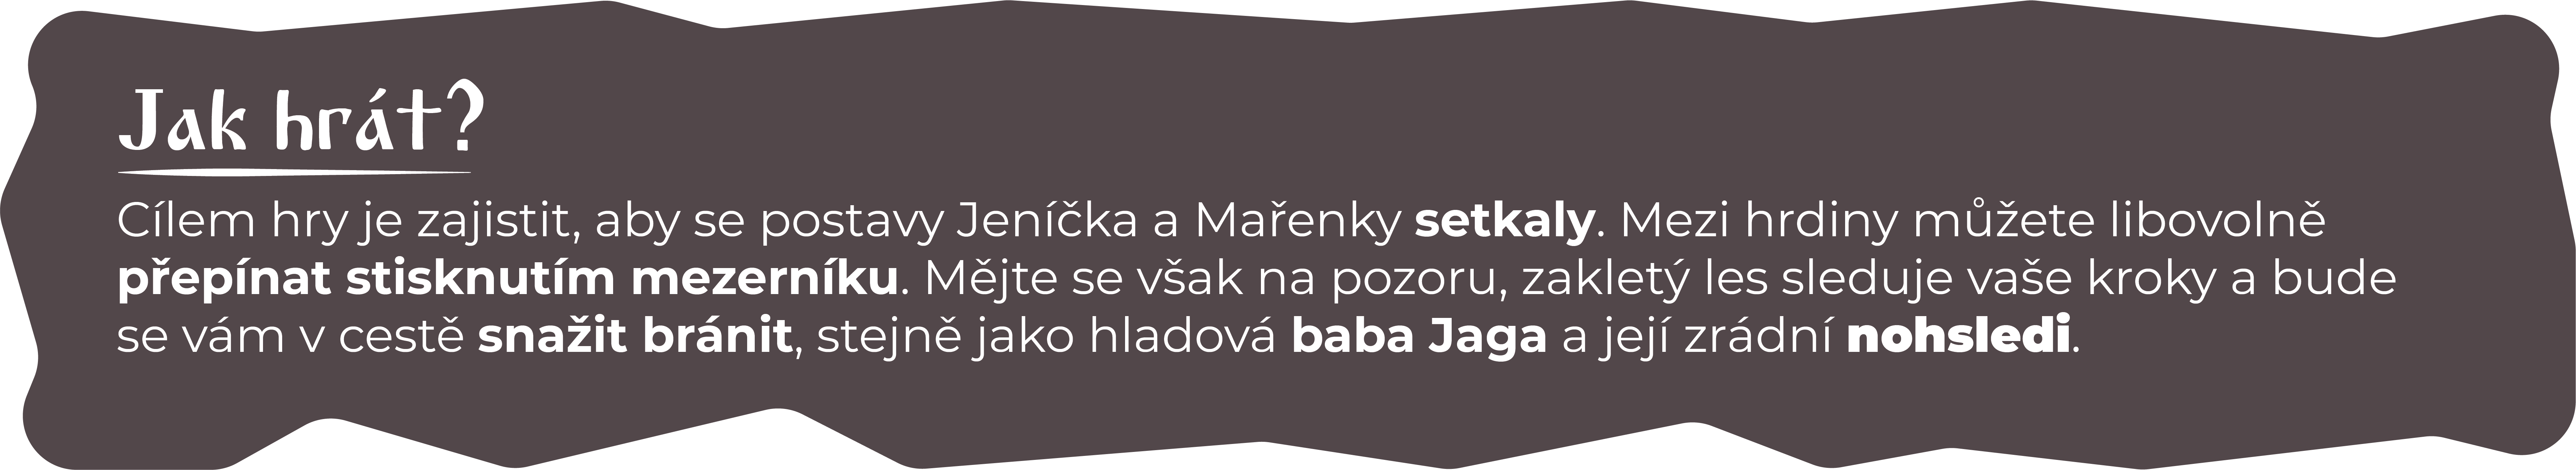 Jak hrát?
Cílem hry je zajistit, aby se postavy Jeníčka a Mařenky setkaly. Mezi hrdiny můžete libovolně
přepínat stisknutím mezerníku. Mějte se však na pozoru, zakletý les sleduje vaše kroky a bude
se vám v cestě snažit bránit, stejně jako hladová baba Jaga a její zrádní nohsledi.